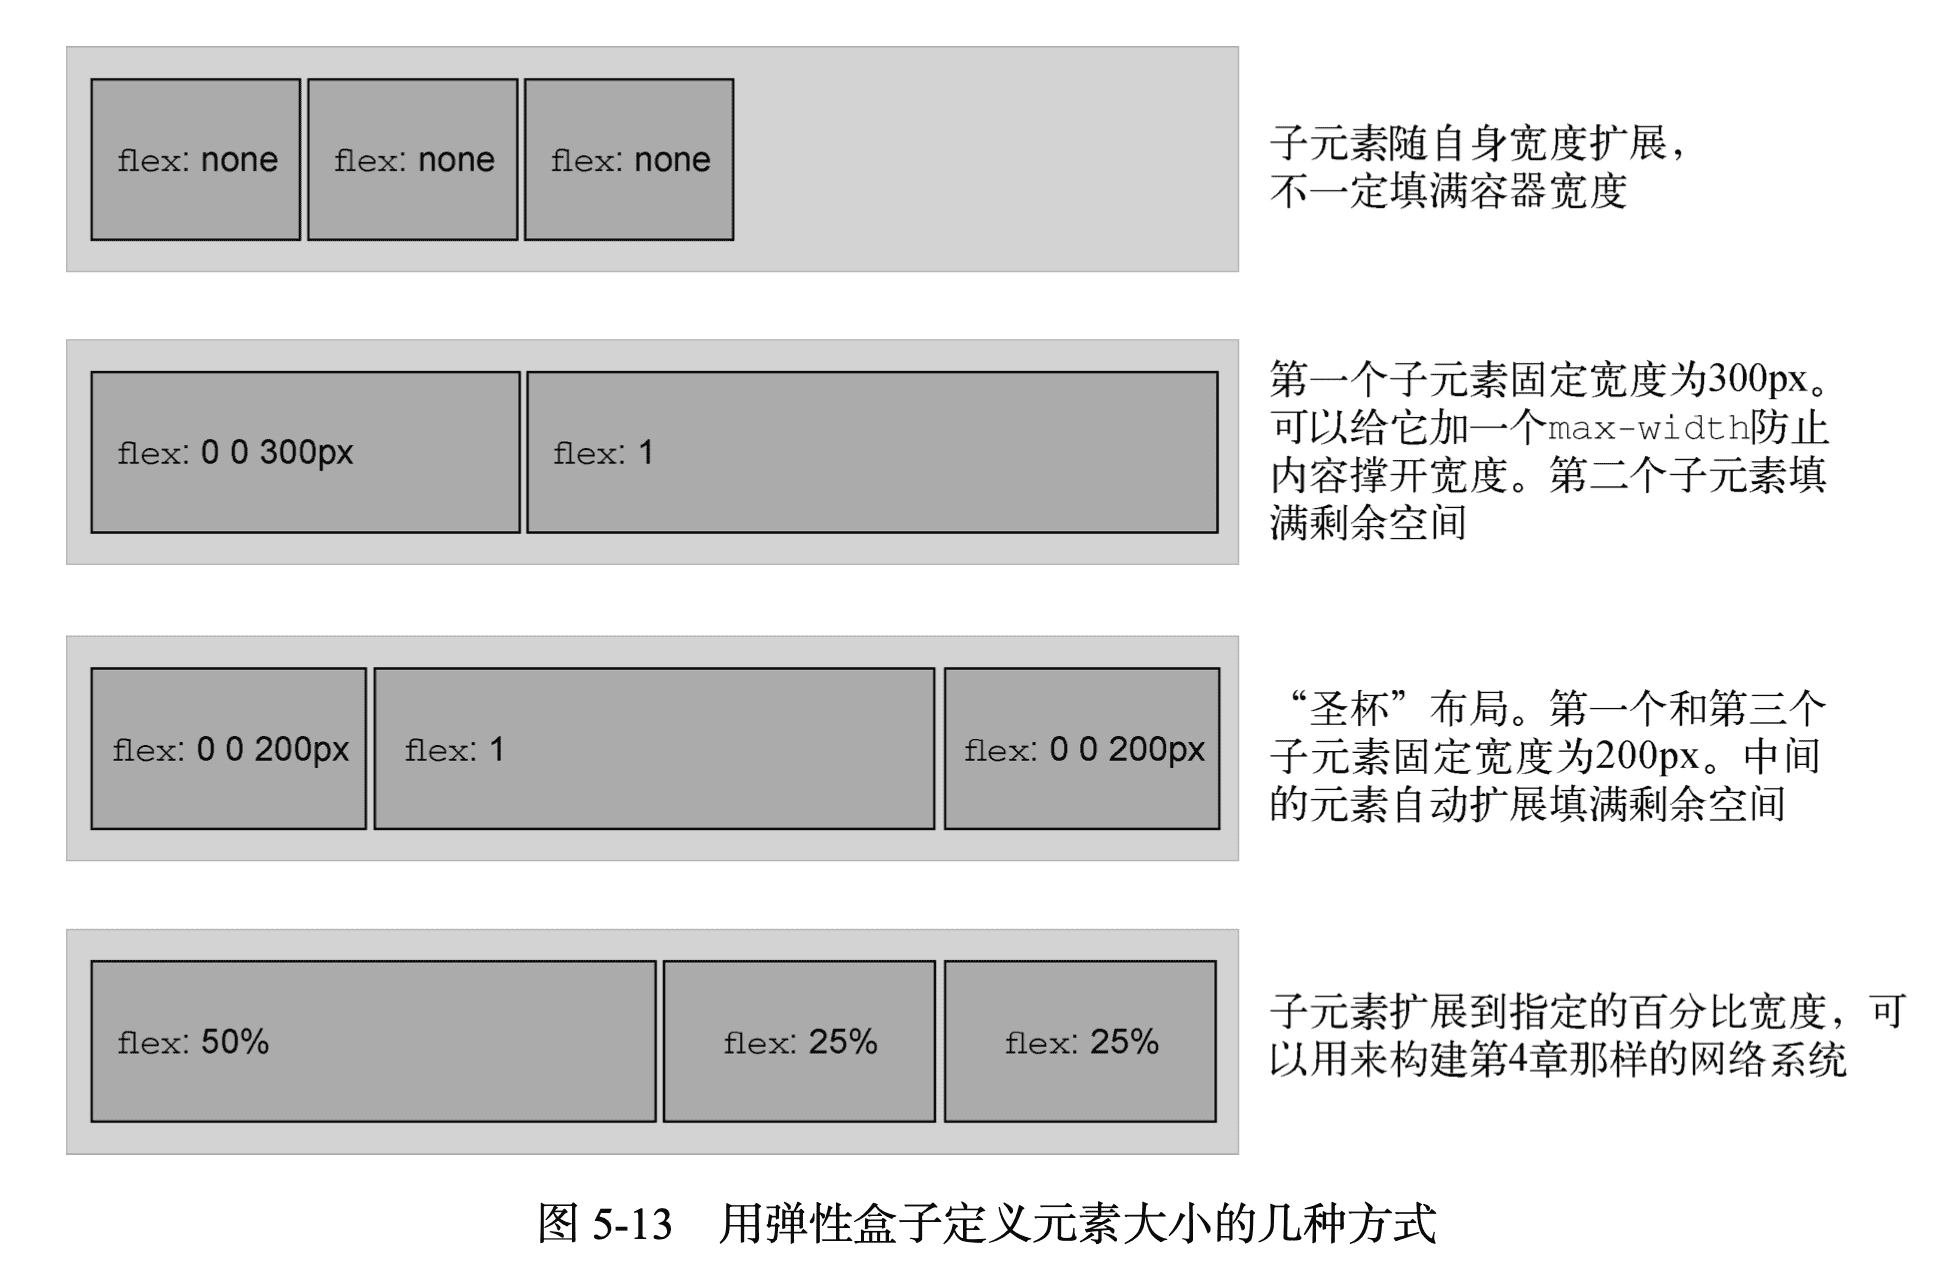 flex: none flex: none flex: none
子元素随自身宽度扩展，
不一定填满容器宽度
flex: 0 0 300px flex: 1
第一个子元素固定宽度为300px。
可以给它加一个max-width防止
内容撑开宽度。第二个子元素填
满剩余空间
flex: 0 0 200px flex: 1 flex: 0 0 200px
“圣杯”布局。第一个和第三个
子元素固定宽度为200px。中间
的元素自动扩展填满剩余空间
flex: 50% flex: 25% flex: 25%
子元素扩展到指定的百分比宽度，可
以用来构建第4章那样的网络系统
图 5-13 用弹性盒子定义元素大小的几种方式